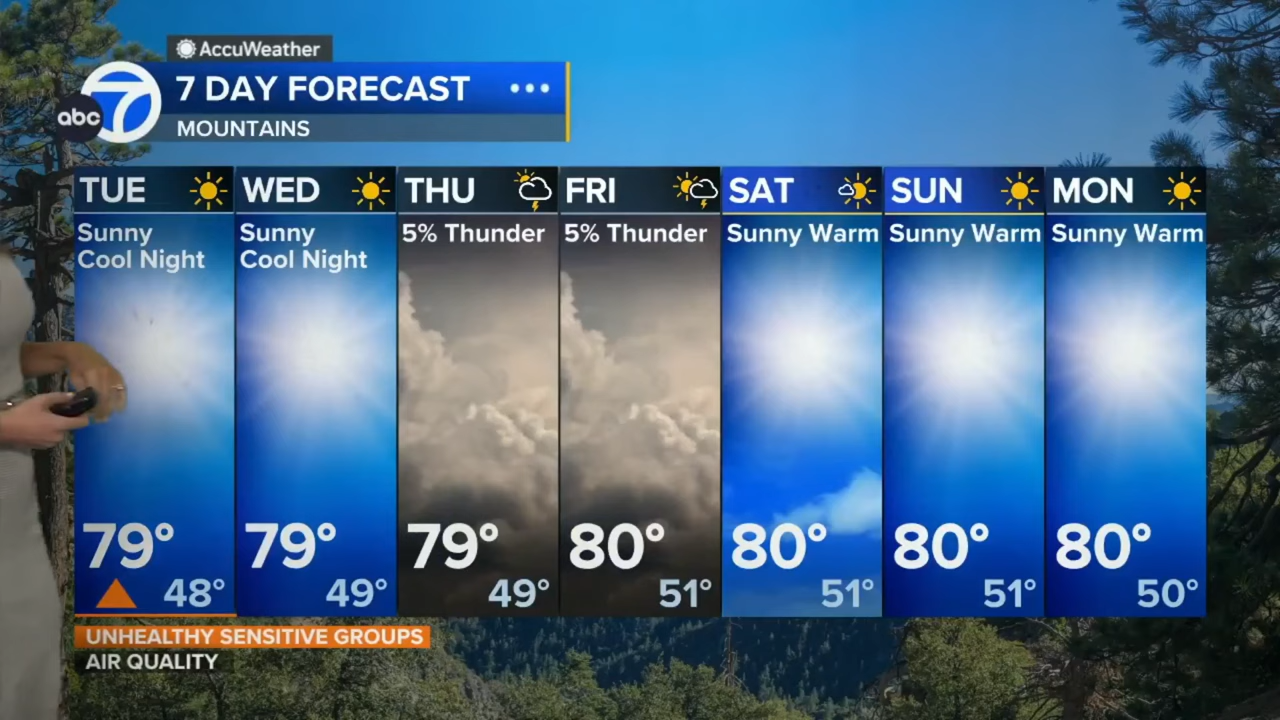 AccuWeather
abc 7
7 DAY FORECAST
MOUNTAINS
TUE
WED
THU
FRI
SAT
SUN
MON
Sunny
Cool Night
Sunny
Cool Night
5% Thunder
5% Thunder
Sunny Warm
Sunny Warm
Sunny Warm
79°
48°
79°
49°
79°
49°
80°
51°
80°
51°
80°
51°
80°
50°
UNHEALTHY SENSITIVE GROUPS
AIR QUALITY